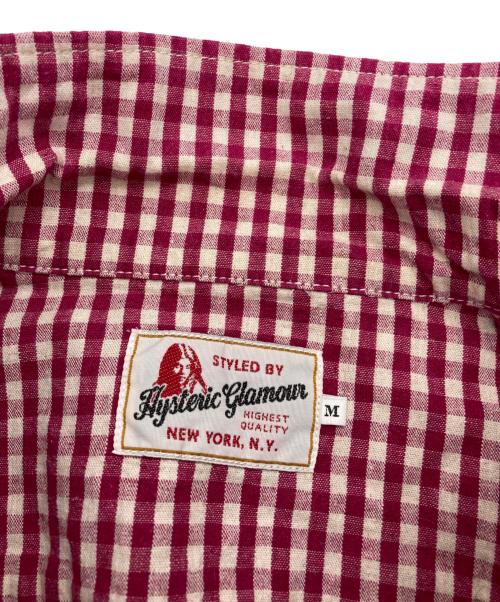 STYLED BY
Hysteric Glamour
HIGHEST
QUALITY
NEW YORK, N.Y.
M